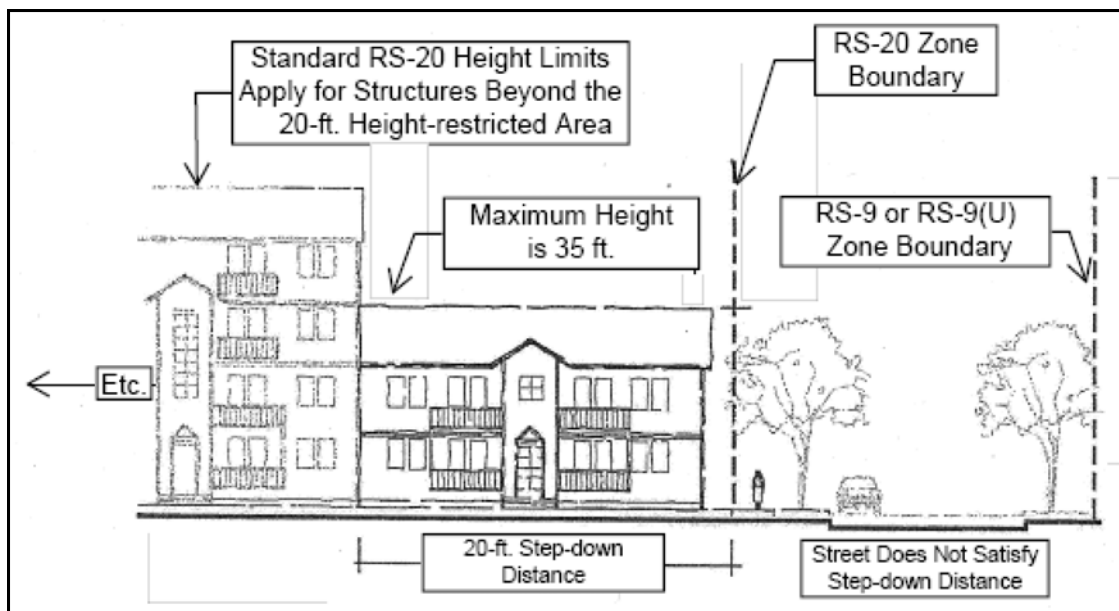 Standard RS-20 Height Limits
Apply for Structures Beyond the
20-ft. Height-restricted Area
RS-20 Zone
Boundary
Maximum Height
is 35 ft.
RS-9 or RS-9(U)
Zone Boundary
Etc.
20-ft. Step-down
Distance
Street Does Not Satisfy
Step-down Distance